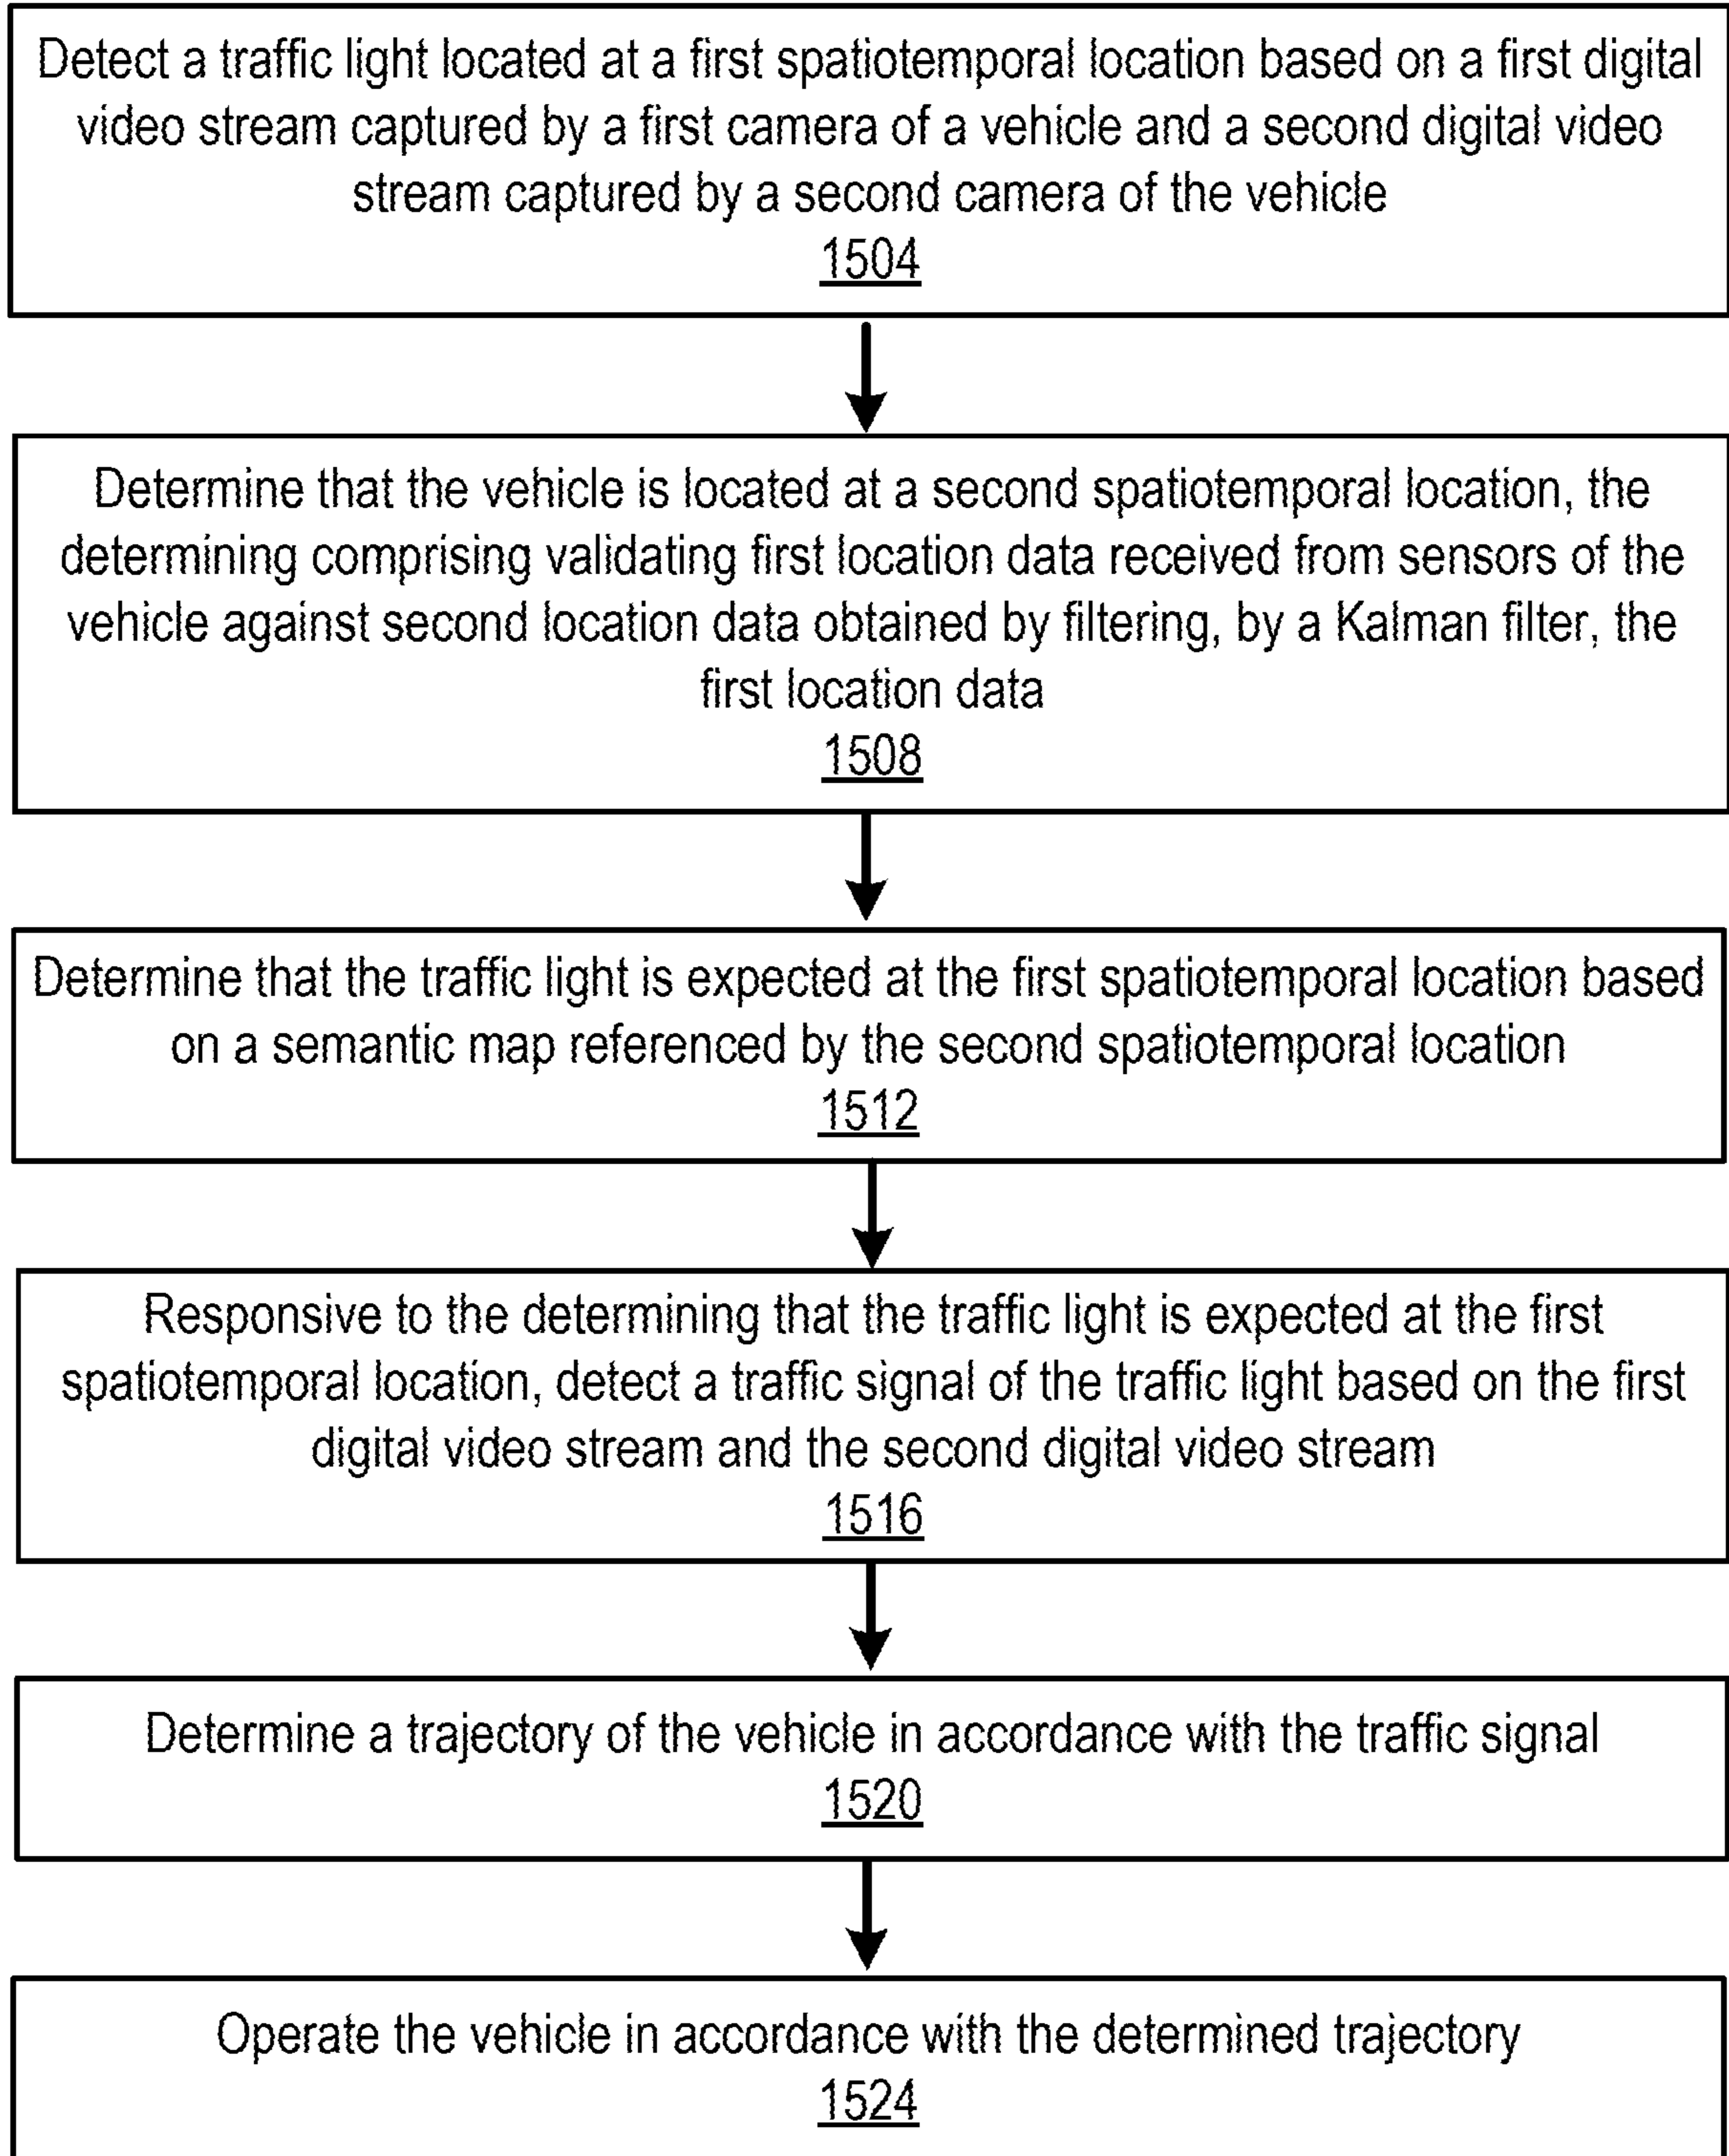 Detect a traffic light located at a first spatiotemporal location based on a first digital
video stream captured by a first camera of a vehicle and a second digital video
stream captured by a second camera of the vehicle
1504
Determine that the vehicle is located at a second spatiotemporal location, the
determining comprising validating first location data received from sensors of the
vehicle against second location data obtained by filtering, by a Kalman filter, the
first location data
1508
Determine that the traffic light is expected at the first spatiotemporal location based
on a semantic map referenced by the second spatiotemporal location
1512
Responsive to the determining that the traffic light is expected at the first
spatiotemporal location, detect a traffic signal of the traffic light based on the first
digital video stream and the second digital video stream
1516
Determine a trajectory of the vehicle in accordance with the traffic signal
1520
Operate the vehicle in accordance with the determined trajectory
1524